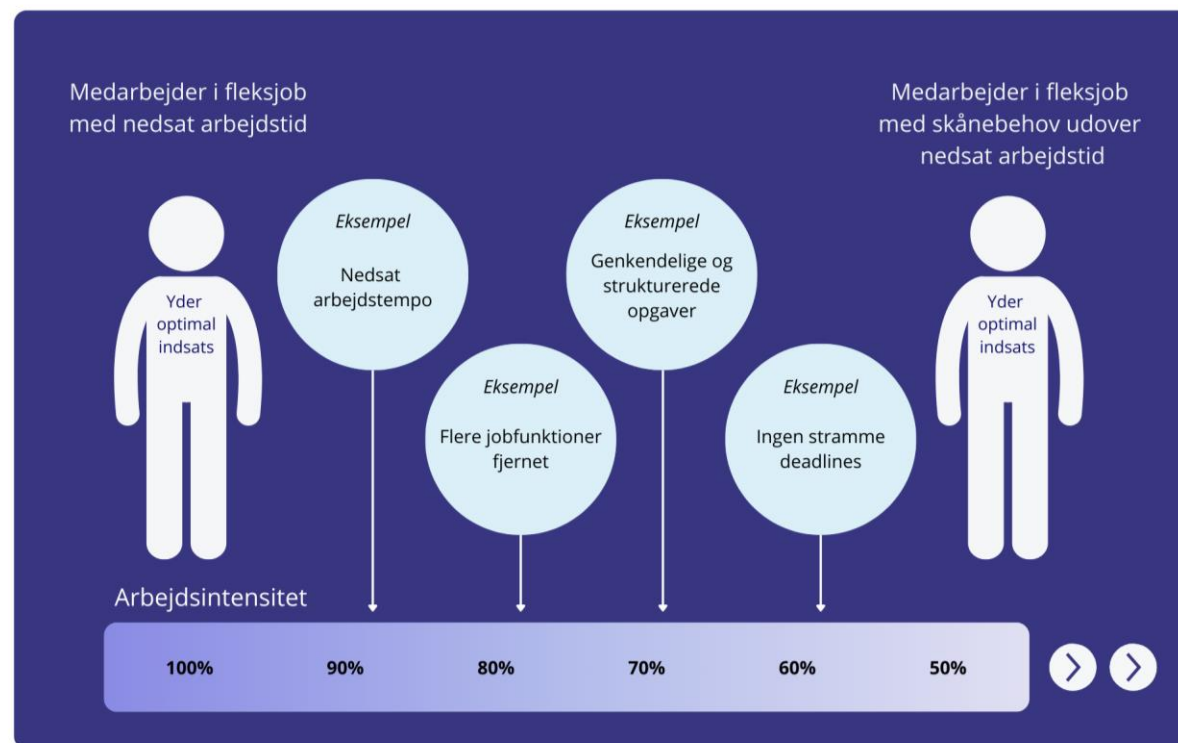 Medarbejder i fleksjob
med nedsat arbejdstid
Medarbejder i fleksjob
med skånebehov udover
nedsat arbejdstid
Yder
optimal
indsats
Eksempel
Nedsat
arbejdstempo
Eksempel
Flere jobfunktioner
fjernet
Eksempel
Genkendelige og
strukturerede
opgaver
Eksempel
Ingen stramme
deadlines
Yder
optimal
indsats
Arbejdsintensitet
100% 90% 80% 70% 60% 50%